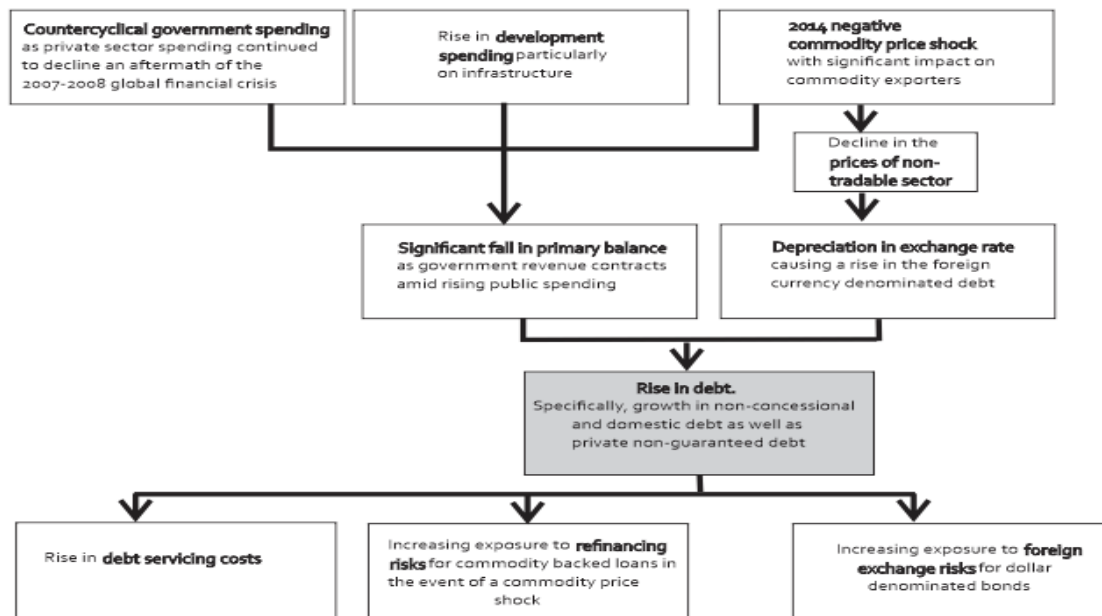 Countercyclical government spending
as private sector spending continued
to decline an aftermath of the
2007-2008 global financial crisis
Rise in development
spending particularly
on infrastructure
2014 negative
commodity price shock
with significant impact on
commodity exporters
Decline in the
prices of non-
tradable sector
Significant fall in primary balance
as government revenue contracts
amid rising public spending
Depreciation in exchange rate
causing a rise in the foreign
currency denominated debt
Rise in debt.
Specifically, growth in non-concessional
and domestic debt as well as
private non-guaranteed debt
Rise in debt servicing costs
Increasing exposure to refinancing
risks for commodity backed loans in
the event of a commodity price
shock
Increasing exposure to foreign
exchange risks for dollar
denominated bonds